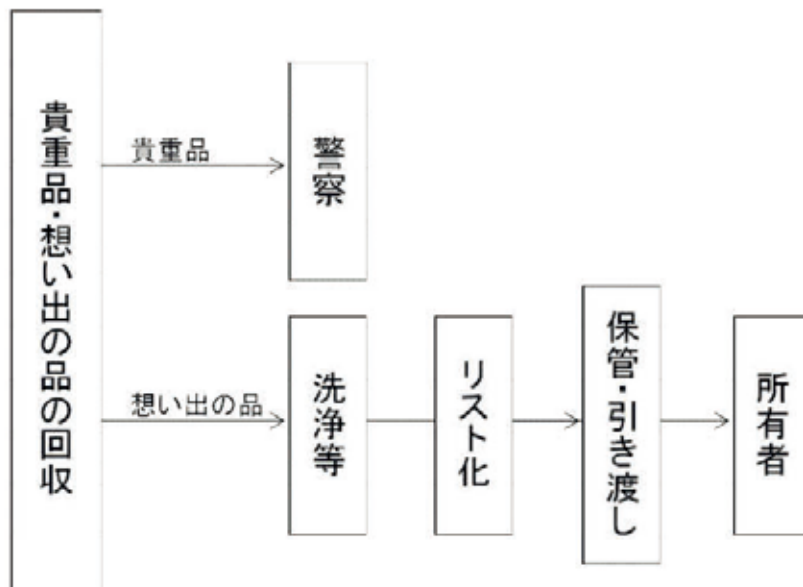 貴重品・想い出の品の回収
貴重品
警察
想い出の品
洗浄等
リスト化
保管・引き渡し
所有者